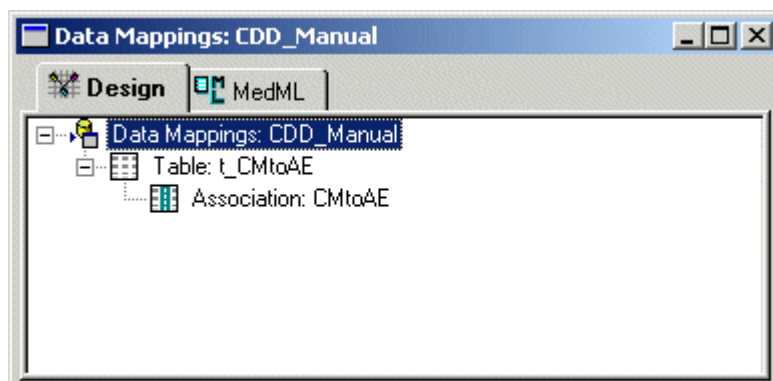 Data Mappings: CDD_Manual
Design MedML
Data Mappings: CDD_Manual
Table: t_CMtoAE
Association: CMtoAE